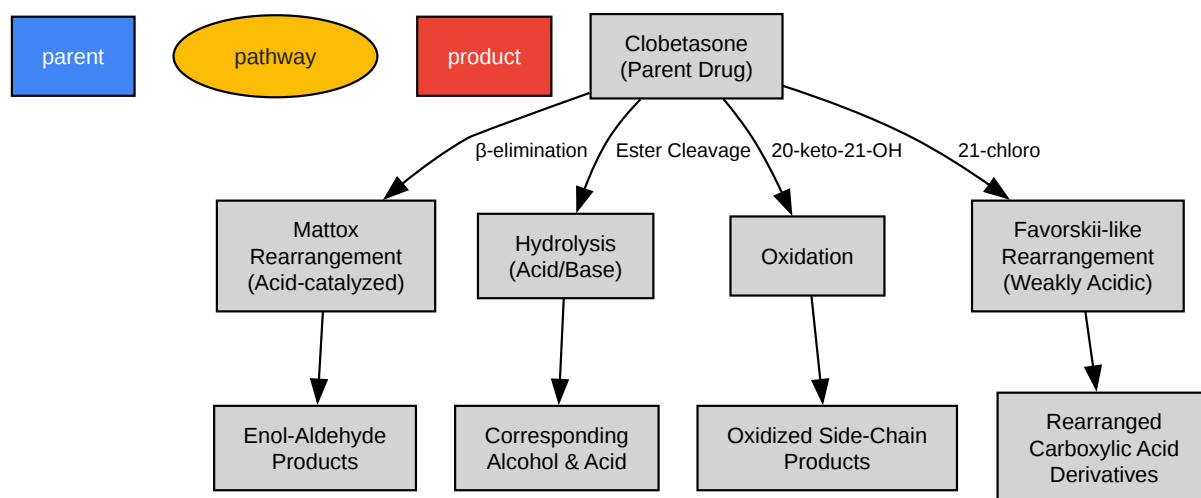 parent
pathway
product
Clobetasone
(Parent Drug)
β-elimination
Ester Cleavage
20-keto-21-OH
21-chloro
Mattox
Rearrangement
(Acid-catalyzed)
Hydrolysis
(Acid/Base)
Oxidation
Favorskii-like
Rearrangement
(Weakly Acidic)
Enol-Aldehyde
Products
Corresponding
Alcohol & Acid
Oxidized Side-Chain
Products
Rearranged
Carboxylic Acid
Derivatives